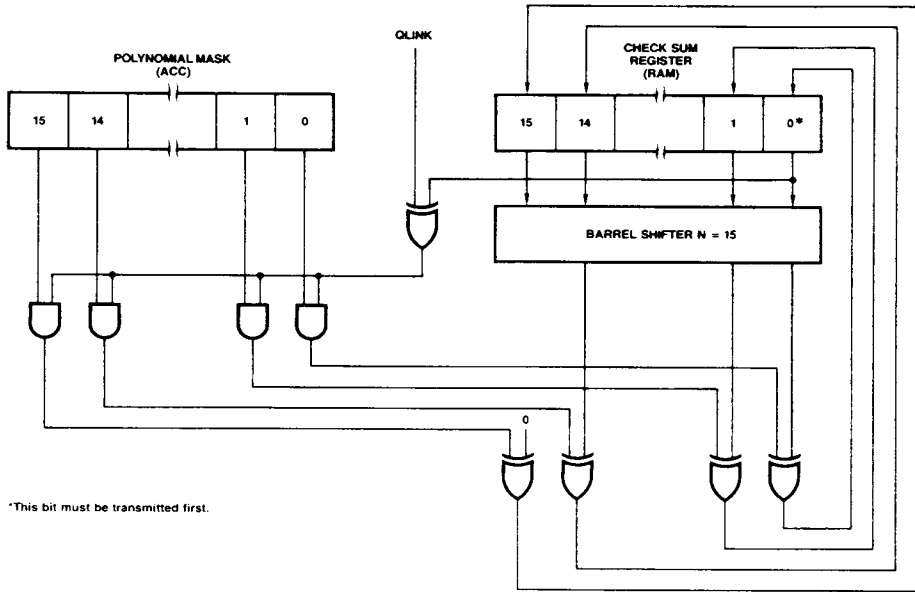 POLYNOMIAL MASK
(ACC)
QLINK
CHECK SUM
REGISTER
(RAM)
15 14 1 0
15 14 1 0*
BARREL SHIFTER N = 15
0
*This bit must be transmitted first.